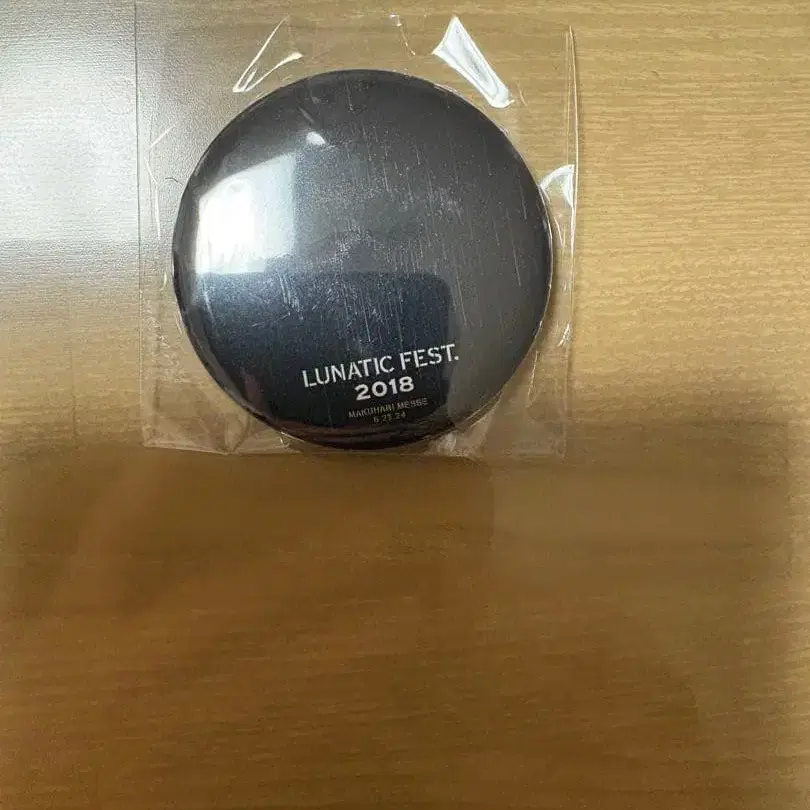 LUNATIC FEST.
2018
MAKUHARI MESSE
6.23.24